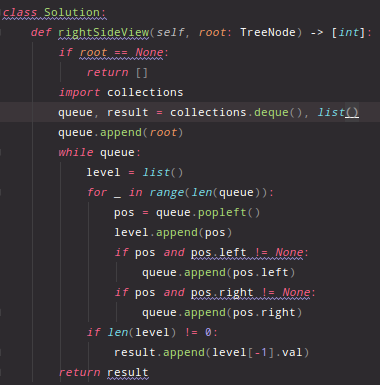 class Solution:
    def rightSideView(self, root: TreeNode) -> [int]:
        if root == None:
            return []
        import collections
        queue, result = collections.deque(), list()
        queue.append(root)
        while queue:
            level = list()
            for _ in range(len(queue)):
                pos = queue.popleft()
                level.append(pos)
                if pos and pos.left != None:
                    queue.append(pos.left)
                if pos and pos.right != None:
                    queue.append(pos.right)
            if len(level) != 0:
                result.append(level[-1].val)
        return result